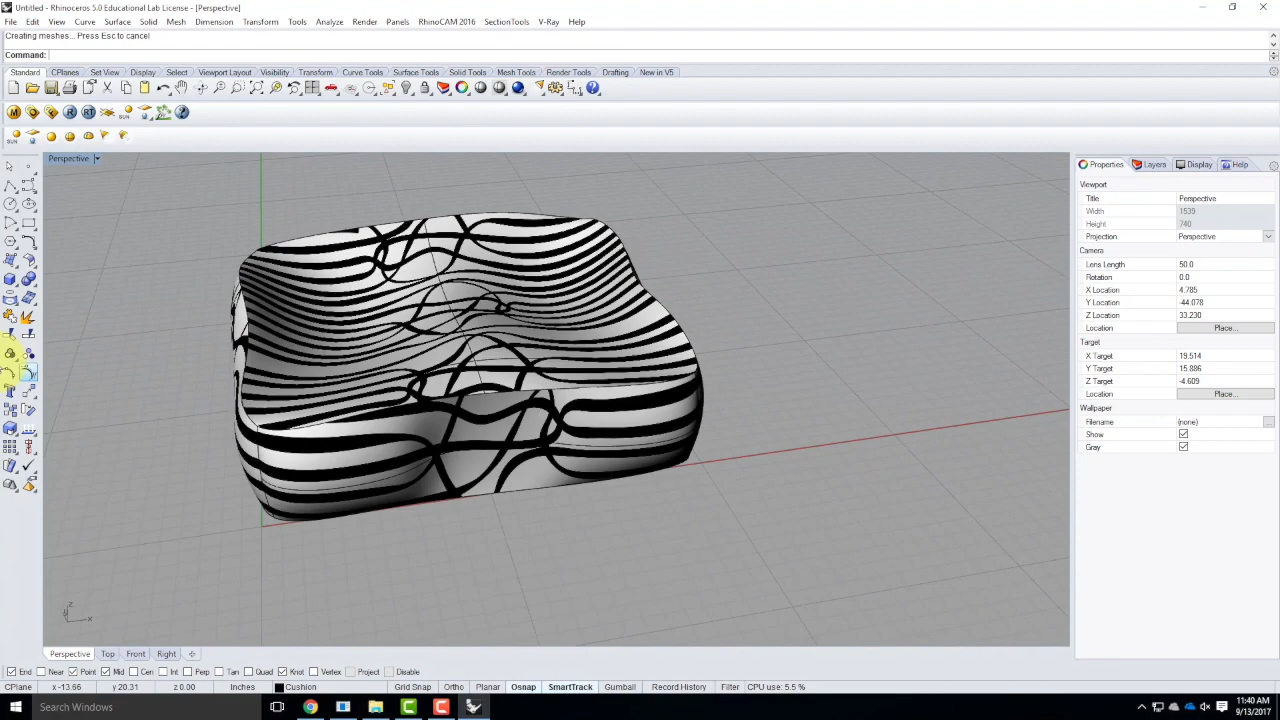 Untitled - Rhinoceros 5.0 Educational Lab License - [Perspective]
File Edit View Curve Surface Solid Mesh Dimension Transform Tools Analyze Render Panels RhinoCAM 2016 SectionTools V-Ray Help
Creating meshes... Press Esc to cancel
Command:
Standard CPlanes Set View Display Select Viewport Layout Visibility Transform Curve Tools Surface Tools Solid Tools Mesh Tools Render Tools Drafting New in V5
M R RT SUN
SUN
Perspective
Properties Layers Display Help
Viewport
Title Perspective
Width 1539
Height 740
Projection Perspective
Camera
Lens Length 50.0
Rotation 0.0
X Location 4.785
Y Location -44.078
Z Location 33.230
Location Place...
Target
X Target 19.514
Y Target 15.886
Z Target -4.609
Location Place...
Wallpaper
Filename (none) ...
Show
Gray
z
x
Perspective Top Front Right
End Near Point Mid Cen Int Perp Tan Quad Knot Vertex Project Disable
CPlane x -13.66 y 20.31 z 0.00 Inches Cushion Grid Snap Ortho Planar Osnap SmartTrack Gumball Record History Filter CPU use: 5.5 %
Search Windows
11:40 AM
9/13/2017